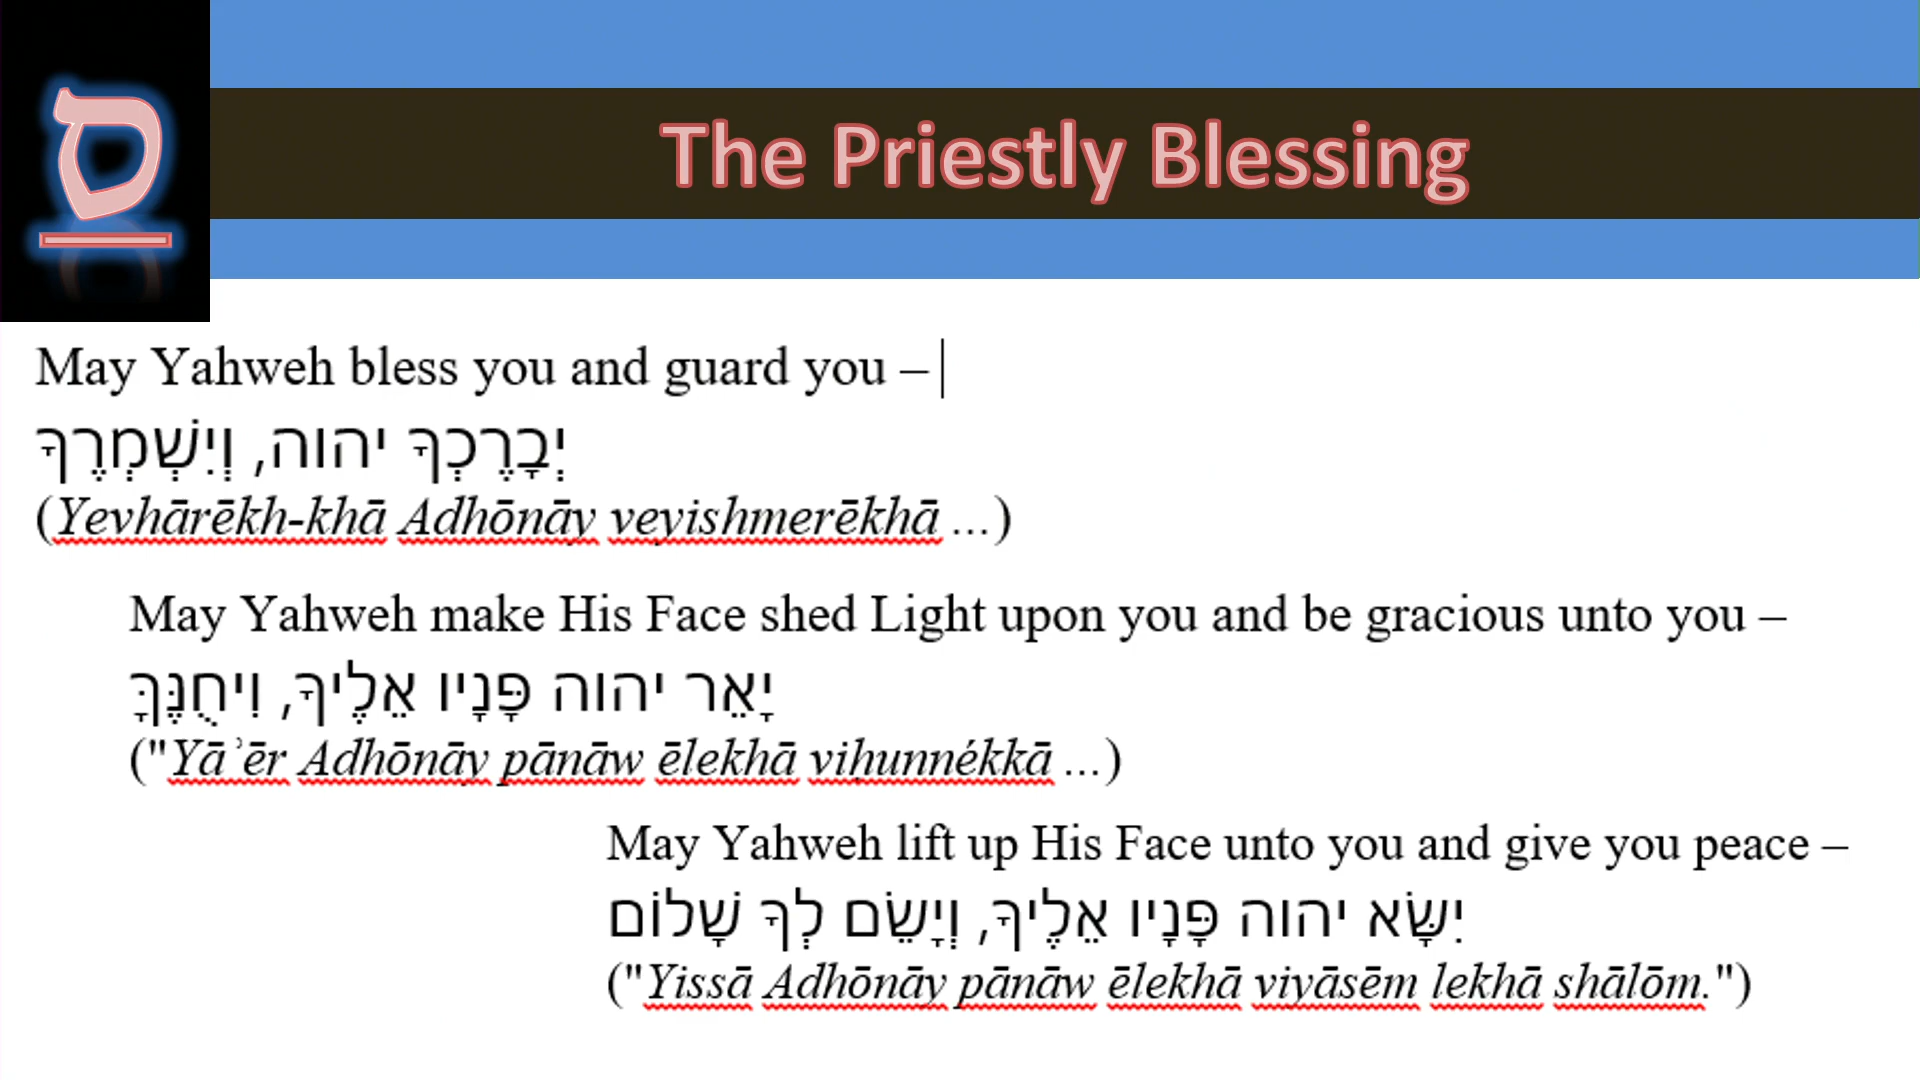 ס
The Priestly Blessing
May Yahweh bless you and guard you –
יְבָרֶכְךָ יהוה, וְיִשְׁמְרֶךָ
(Yevhārēkh-khā Adhōnāy veyishmerēkhā ...)
May Yahweh make His Face shed Light upon you and be gracious unto you –
יָאֵר יהוה פָּנָיו אֵלֶיךָ, וִיחֻנֶּךָּ
("Yāʾēr Adhōnāy pānāw ēlekhā viḥunnékkā ...)
May Yahweh lift up His Face unto you and give you peace –
יִשָּׂא יהוה פָּנָיו אֵלֶיךָ, וְיָשֵׂם לְךָ שָׁלוֹם
("Yissā Adhōnāy pānāw ēlekhā viyāsēm lekhā shālōm.")